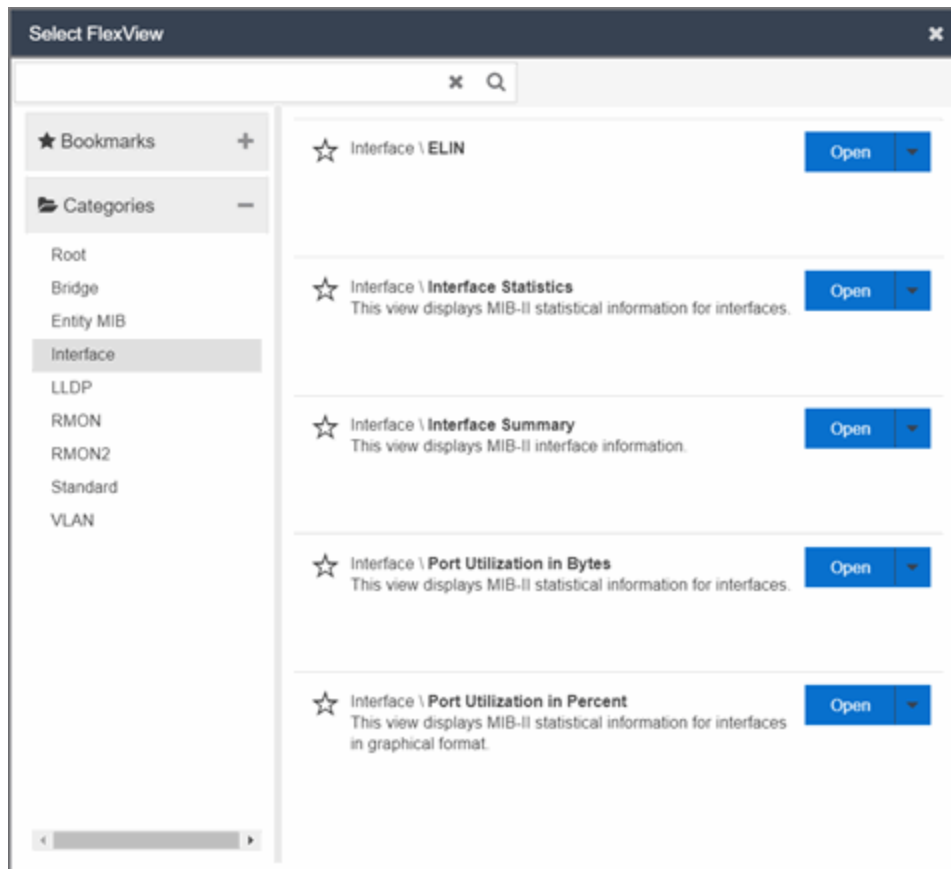 Select FlexView
Bookmarks
Categories
Root
Bridge
Entity MIB
Interface
LLDP
RMON
RMON2
Standard
VLAN
Interface \ ELIN
Open
Interface \ Interface Statistics
This view displays MIB-II statistical information for interfaces.
Open
Interface \ Interface Summary
This view displays MIB-II interface information.
Open
Interface \ Port Utilization in Bytes
This view displays MIB-II statistical information for interfaces.
Open
Interface \ Port Utilization in Percent
This view displays MIB-II statistical information for interfaces
in graphical format.
Open